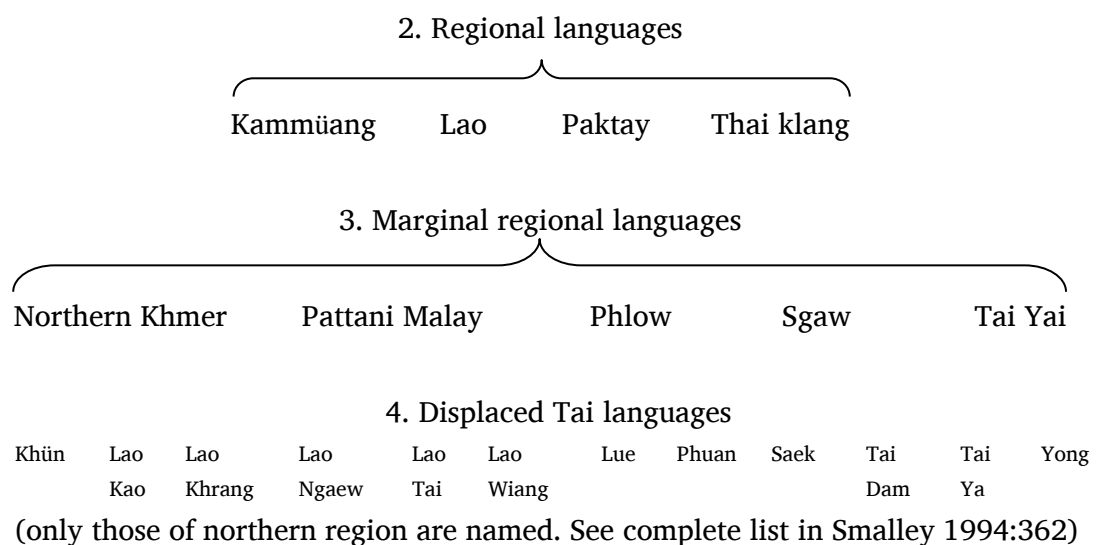 2. Regional languages
Kammüang Lao Paktay Thai klang
3. Marginal regional languages
Northern Khmer Pattani Malay Phlow Sgaw Tai Yai
4. Displaced Tai languages
Khün Lao Lao Lao Lao Lao Lue Phuan Saek Tai Tai Yong
Kao Khrang Ngaew Tai Wiang Dam Ya
(only those of northern region are named. See complete list in Smalley 1994:362)